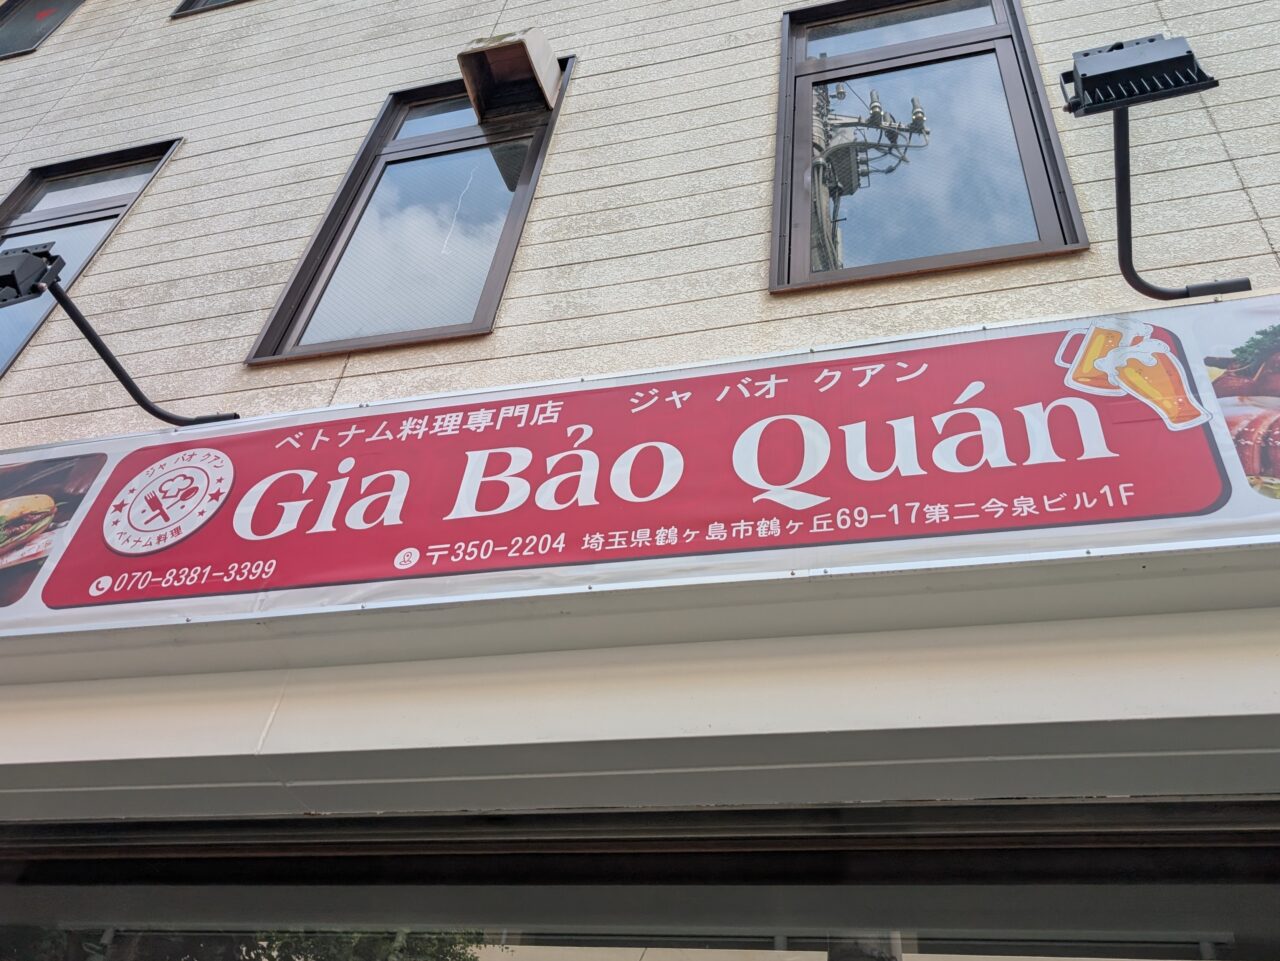 ベトナム料理専門店
ジャ バオ クアン
Gia Bảo Quán
ジャ バオ クアン
ベトナム料理
070-8381-3399
〒350-2204 埼玉県鶴ヶ島市鶴ヶ丘69-17第二今泉ビル1F